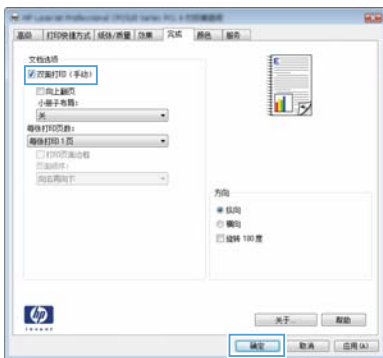 高级 打印快捷方式 纸张/质量 效果 完成 颜色 服务
文档选项
双面打印（手动）
向上翻页
小册子布局：
关
每张打印页数：
每张打印 1 页
打印页面边框
页面顺序：
向右再向下
方向
纵向
横向
旋转 180 度
hp
invent
关于... 帮助
确定 取消 应用 (A)